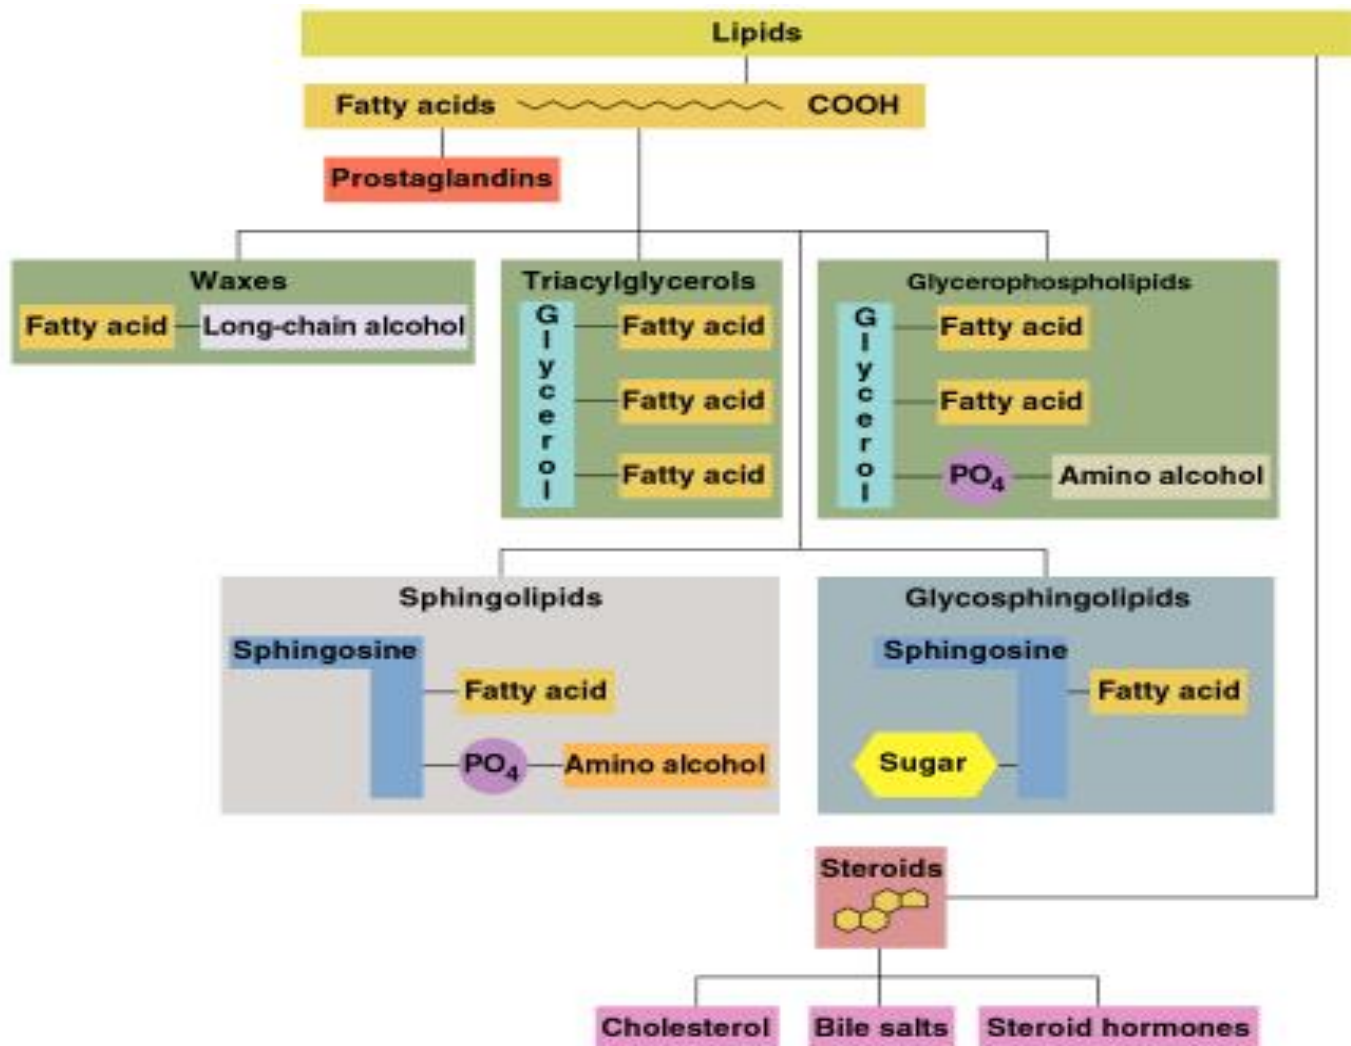 Lipids
Fatty acids COOH
Prostaglandins
Waxes
Fatty acid Long-chain alcohol
Triacylglycerols
Glycerol
Fatty acid
Fatty acid
Fatty acid
Glycerophospholipids
Glycerol
Fatty acid
Fatty acid
PO₄ Amino alcohol
Sphingolipids
Sphingosine
Fatty acid
PO₄ Amino alcohol
Glycosphingolipids
Sphingosine
Fatty acid
Sugar
Steroids
Cholesterol
Bile salts
Steroid hormones